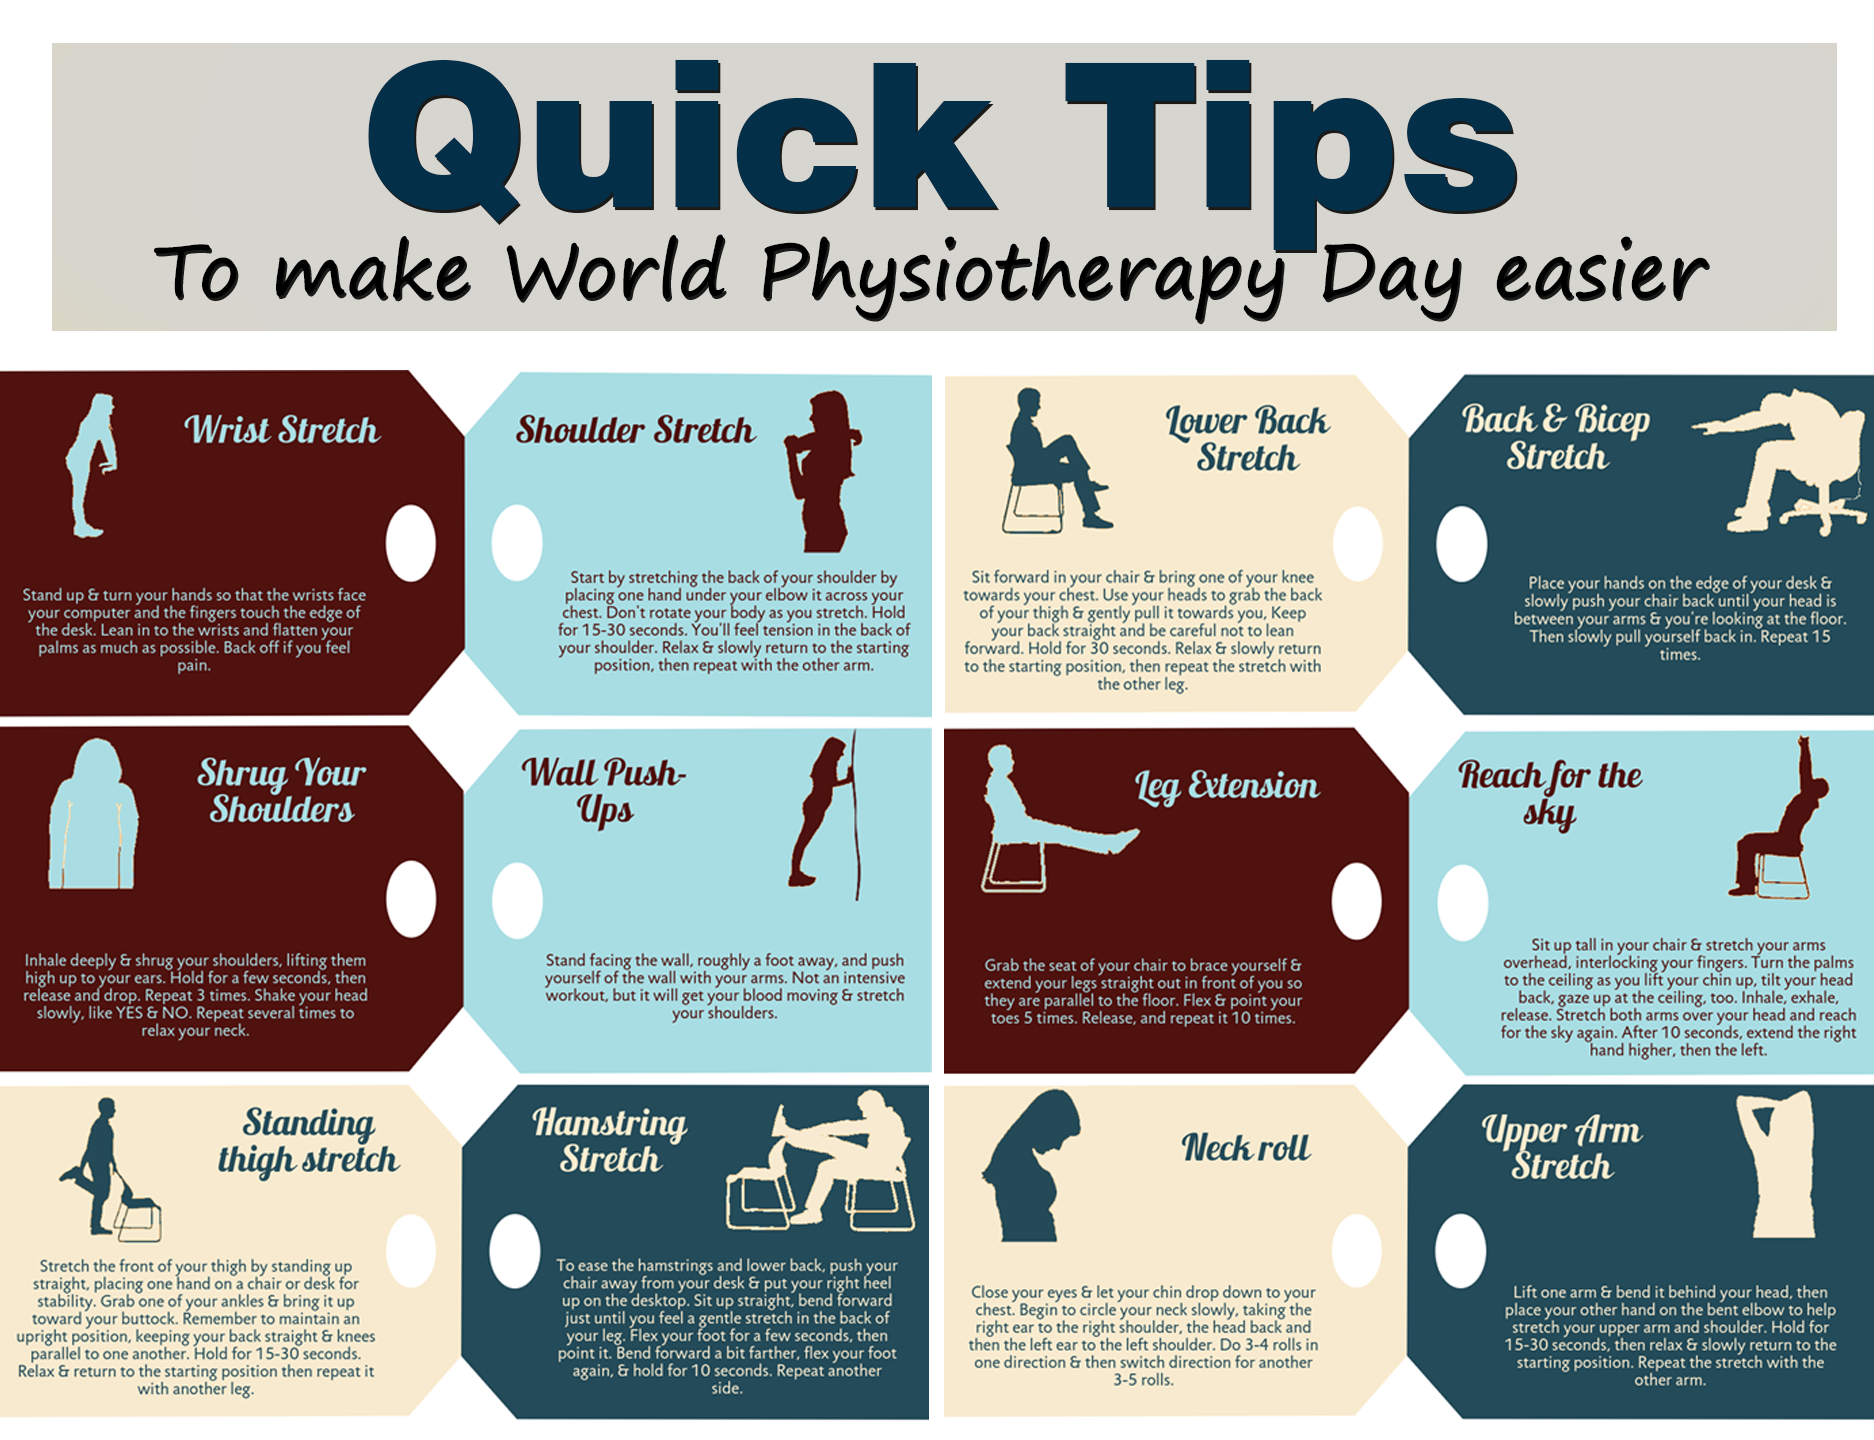 Quick Tips
To make World Physiotherapy Day easier
Wrist Stretch
Stand up & turn your hands so that the wrists face
your computer and the fingers touch the edge of
the desk. Lean in to the wrists and flatten your
palms as much as possible. Back off if you feel
pain.
Shoulder Stretch
Start by stretching the back of your shoulder by
placing one hand under your elbow it across your
chest. Don't rotate your body as you stretch. Hold
for 15-30 seconds. You'll feel tension in the back of
your shoulder. Relax & slowly return to the starting
position, then repeat with the other arm.
Lower Back
Stretch
Sit forward in your chair & bring one of your knee
towards your chest. Use your heads to grab the back
of your thigh & gently pull it towards you, Keep
your back straight and be careful not to lean
forward. Hold for 30 seconds. Relax & slowly return
to the starting position, then repeat the stretch with
the other leg.
Back & Bicep
Stretch
Place your hands on the edge of your desk &
slowly push your chair back until your head is
between your arms & you're looking at the floor.
Then slowly pull yourself back in. Repeat 15
times.
Shrug Your
Shoulders
Inhale deeply & shrug your shoulders, lifting them
high up to your ears. Hold for a few seconds, then
release and drop. Repeat 3 times. Shake your head
slowly, like YES & NO. Repeat several times to
relax your neck.
Wall Push-
Ups
Stand facing the wall, roughly a foot away, and push
yourself of the wall with your arms. Not an intensive
workout, but it will get your blood moving & stretch
your shoulders.
Leg Extension
Grab the seat of your chair to brace yourself &
extend your legs straight out in front of you so
they are parallel to the floor. Flex & point your
toes 5 times. Release, and repeat it 10 times.
Reach for the
sky
Sit up tall in your chair & stretch your arms
overhead, interlocking your fingers. Turn the palms
to the ceiling as you lift your chin up, tilt your head
back, gaze up at the ceiling, too. Inhale, exhale,
release. Stretch both arms over your head and reach
for the sky again. After 10 seconds, extend the right
hand higher, then the left.
Standing
thigh stretch
Stretch the front of your thigh by standing up
straight, placing one hand on a chair or desk for
stability. Grab one of your ankles & bring it up
toward your buttock. Remember to maintain an
upright position, keeping your back straight & knees
parallel to one another. Hold for 15-30 seconds.
Relax & return to the starting position then repeat it
with another leg.
Hamstring
Stretch
To ease the hamstrings and lower back, push your
chair away from your desk & put your right heel
up on the desktop. Sit up straight, bend forward
just until you feel a gentle stretch in the back of
your leg. Flex your foot for a few seconds, then
point it. Bend forward a bit farther, flex your foot
again, & hold for 10 seconds. Repeat another
side.
Neck roll
Close your eyes & let your chin drop down to your
chest. Begin to circle your neck slowly, taking the
right ear to the right shoulder, the head back and
then the left ear to the left shoulder. Do 3-4 rolls in
one direction & then switch direction for another
3-5 rolls.
Upper Arm
Stretch
Lift one arm & bend it behind your head, then
place your other hand on the bent elbow to help
stretch your upper arm and shoulder. Hold for
15-30 seconds, then relax & slowly return to the
starting position. Repeat the stretch with the
other arm.